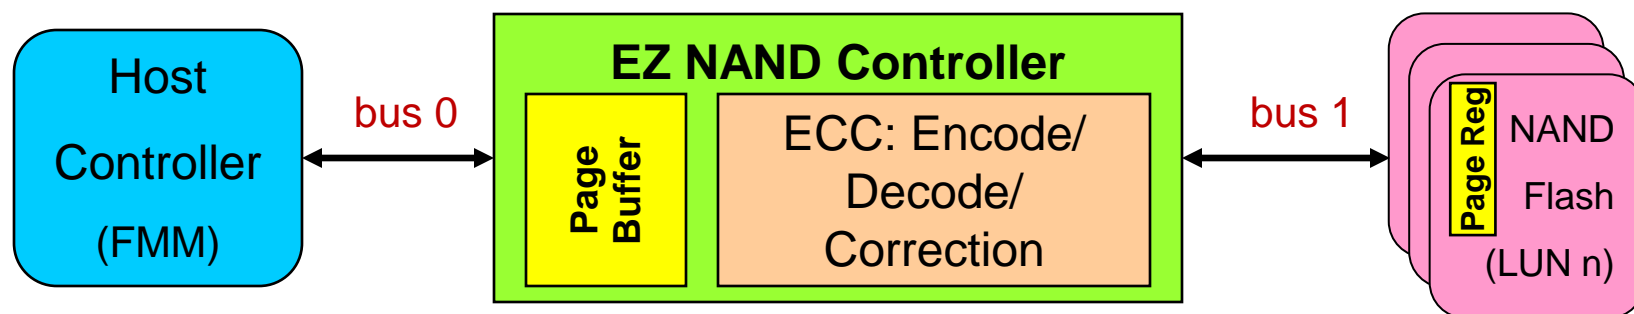 Host
Controller
(FMM)
bus 0
EZ NAND Controller
Page
Buffer
ECC: Encode/
Decode/
Correction
bus 1
Page Reg
NAND
Flash
(LUN n)